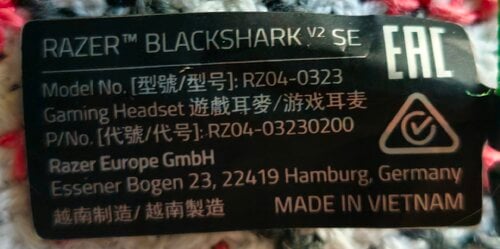 RAZER™ BLACKSHARK V2 SE
EAC
Model No. [型號/型号]: RZ04-0323
Gaming Headset 遊戲耳麥/游戏耳麦
P/No. [代號/代号]: RZ04-03230200
Razer Europe GmbH
Essener Bogen 23, 22419 Hamburg, Germany
越南制造/ 越南製造 MADE IN VIETNAM